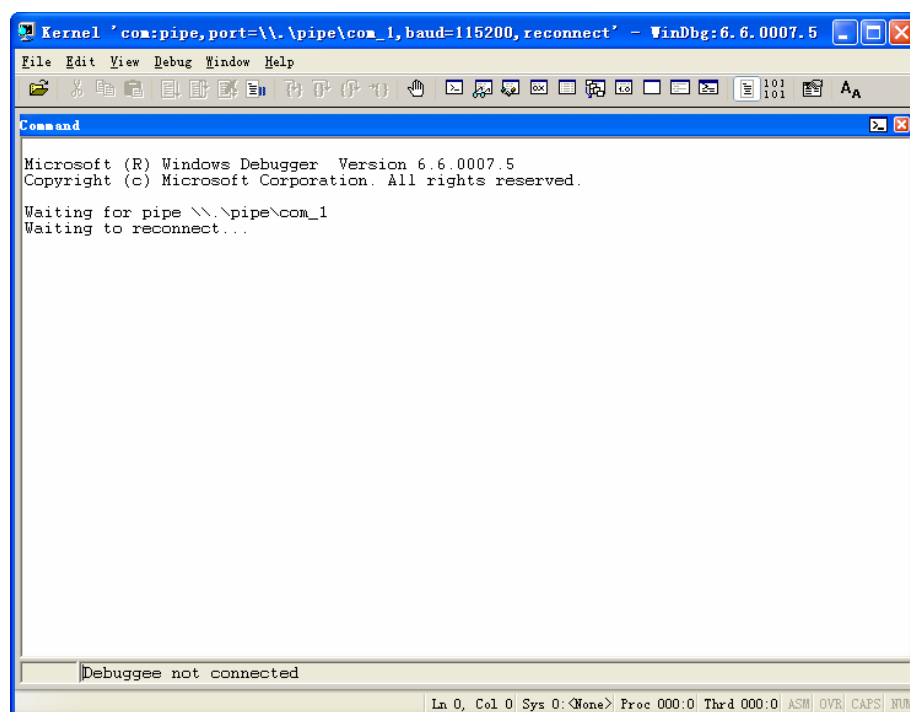 Kernel 'com:pipe,port=\\.\pipe\com_1,baud=115200,reconnect' - WinDbg:6.6.0007.5
File Edit View Debug Window Help
Command
Microsoft (R) Windows Debugger  Version 6.6.0007.5
Copyright (c) Microsoft Corporation. All rights reserved.
Waiting for pipe \\.\pipe\com_1
Waiting to reconnect...
Debuggee not connected
Ln 0, Col 0 Sys 0:<None> Proc 000:0 Thrd 000:0 ASM OVR CAPS NUM